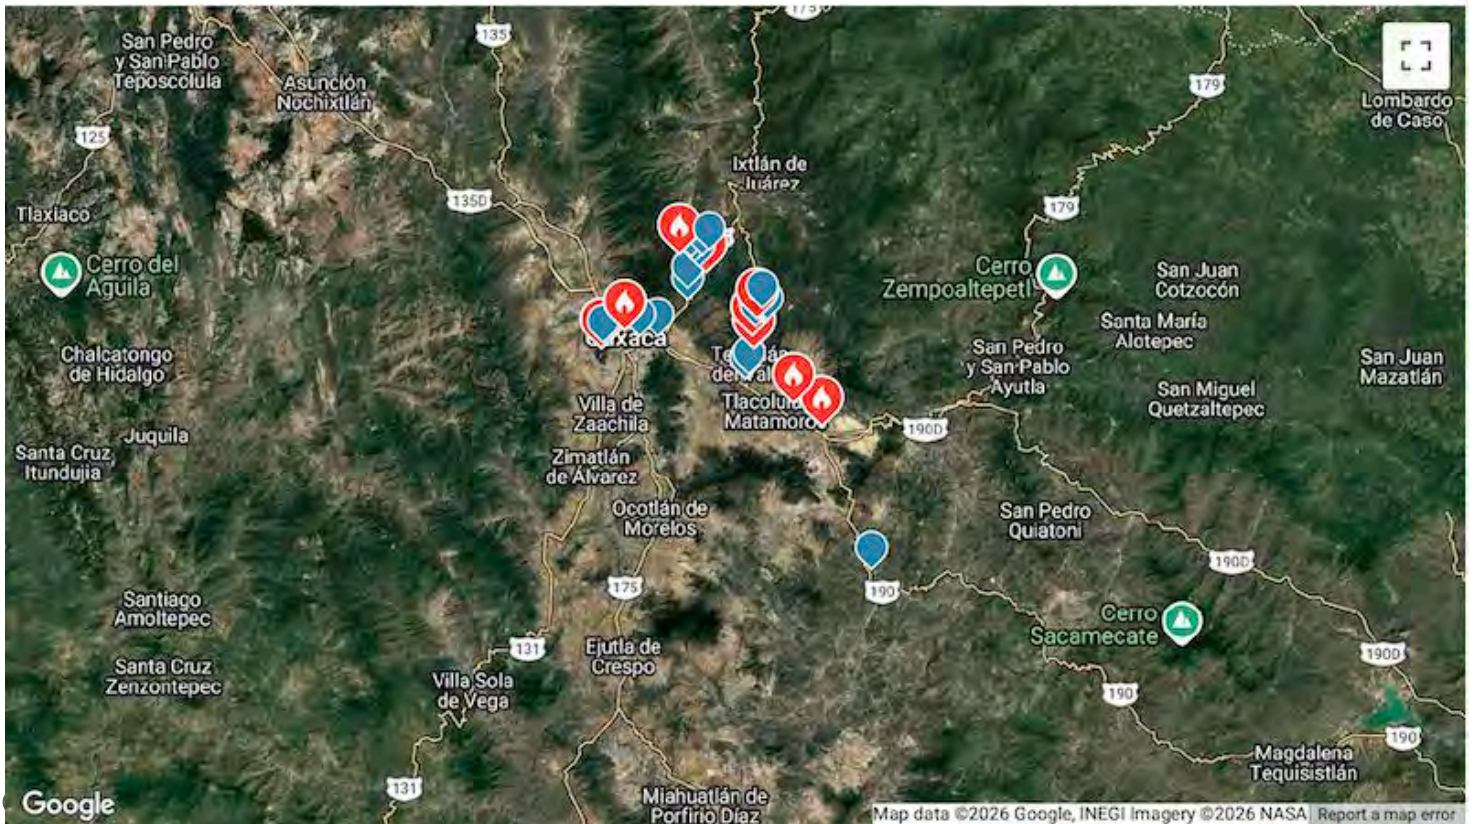 175
135
San Pedro
y San Pablo
Teposcolula
Asunción
Nochixtlán
179
Lombardo
de Caso
125
Ixtlán de
Juárez
135D
179
Tlaxiaco
Cerro del
Águila
Cerro
Zempoaltepetl
San Juan
Cotzocón
Santa María
Alotepec
Oaxaca
Chalcatongo
de Hidalgo
San Pedro
y San Pablo
Ayutla
San Juan
Mazatlán
San Miguel
Quetzaltepec
Tlacolula
Matamoro
Villa de
Zaachila
190D
Juquila
Santa Cruz
Itundujia
Zimatlán
de Álvarez
Ocotlán de
Morelos
San Pedro
Quiatoni
190D
175
190
Santiago
Amoltepec
Cerro
Sacamecate
131
Ejutla de
Crespo
190D
Santa Cruz
Zenzontepec
Villa Sola
de Vega
190
190
Magdalena
Tequisistlán
131
Miahuatlán de
Porfirio Díaz
Google
Map data ©2026 Google, INEGI Imagery ©2026 NASA
Report a map error